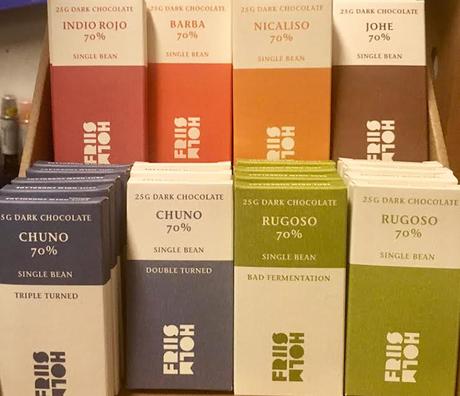 25G DARK CHOCOLATE
INDIO ROJO
70%
SINGLE BEAN
FRIIS
HOLM
25G DARK CHOCOLATE
BARBA
70%
SINGLE BEAN
FRIIS
HOLM
25G DARK CHOCOLATE
NICALISO
70%
SINGLE BEAN
FRIIS
HOLM
25G DARK CHOCOLATE
JOHE
70%
SINGLE BEAN
FRIIS
HOLM
5G DARK CHOCOLATE
CHUNO
70%
SINGLE BEAN
TRIPLE TURNED
FRIIS
HOLM
25G DARK CHOCOLATE
CHUNO
70%
SINGLE BEAN
DOUBLE TURNED
FRIIS
HOLM
25G DARK CHOCOLATE
RUGOSO
70%
SINGLE BEAN
BAD FERMENTATION
FRIIS
HOLM
25G DARK CHOCOLATE
RUGOSO
70%
SINGLE BEAN
FRIIS
HOLM